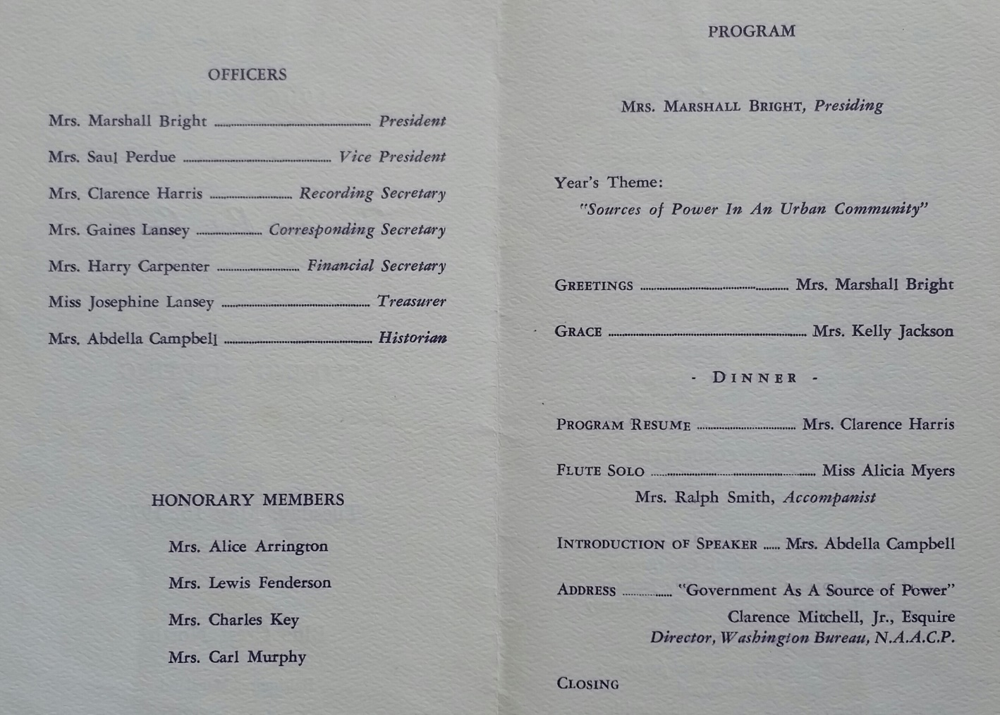 OFFICERS
Mrs. Marshall Bright ........ President
Mrs. Saul Perdue ........ Vice President
Mrs. Clarence Harris ........ Recording Secretary
Mrs. Gaines Lansey ........ Corresponding Secretary
Mrs. Harry Carpenter ........ Financial Secretary
Miss Josephine Lansey ........ Treasurer
Mrs. Abdella Campbell ........ Historian
HONORARY MEMBERS
Mrs. Alice Arrington
Mrs. Lewis Fenderson
Mrs. Charles Key
Mrs. Carl Murphy
PROGRAM
MRS. MARSHALL BRIGHT, Presiding
Year's Theme:
"Sources of Power In An Urban Community"
GREETINGS ........ Mrs. Marshall Bright
GRACE ........ Mrs. Kelly Jackson
- DINNER -
PROGRAM RESUME ........ Mrs. Clarence Harris
FLUTE SOLO ........ Miss Alicia Myers
Mrs. Ralph Smith, Accompanist
INTRODUCTION OF SPEAKER ...... Mrs. Abdella Campbell
ADDRESS ........ "Government As A Source of Power"
Clarence Mitchell, Jr., Esquire
Director, Washington Bureau, N.A.A.C.P.
CLOSING